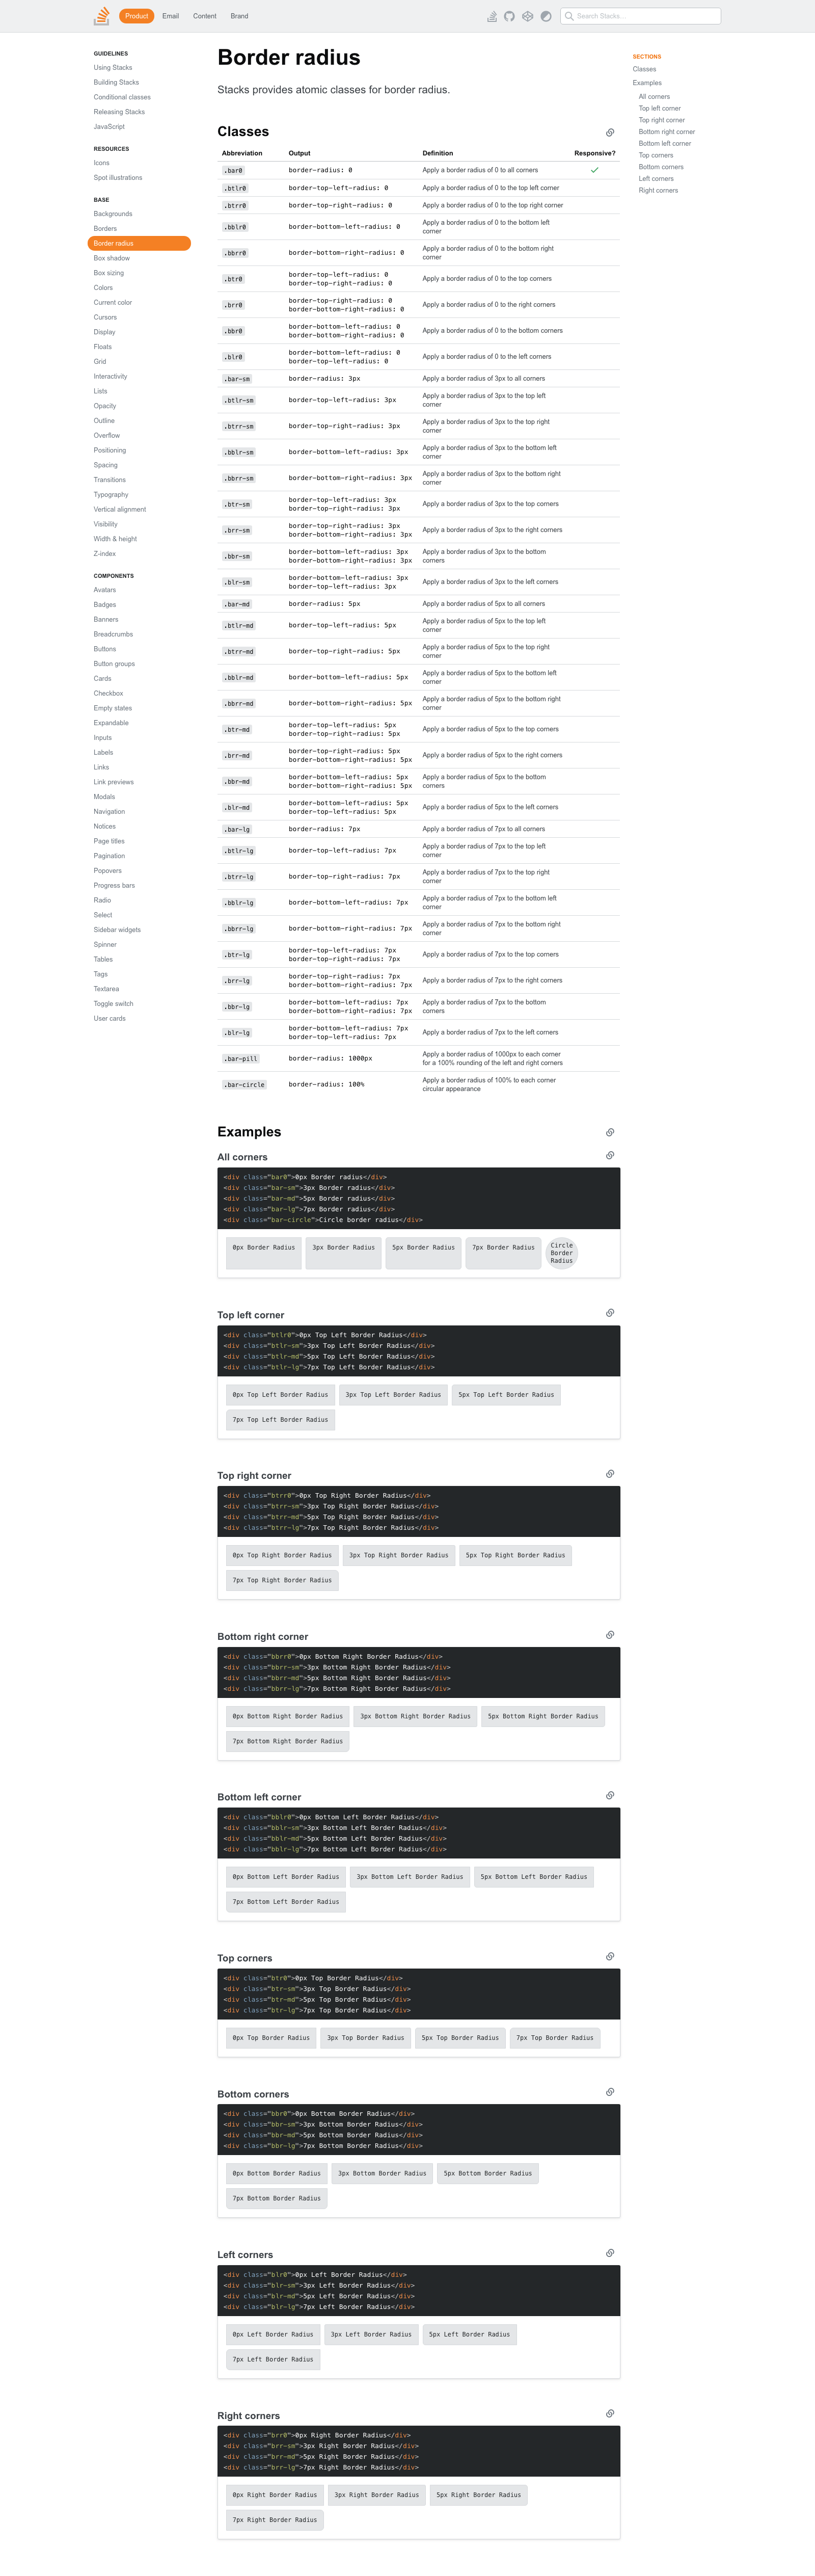 Product
Email
Content
Brand
Search Stacks…
GUIDELINES
Using Stacks
Building Stacks
Conditional classes
Releasing Stacks
JavaScript
RESOURCES
Icons
Spot illustrations
BASE
Backgrounds
Borders
Border radius
Box shadow
Box sizing
Colors
Current color
Cursors
Display
Floats
Grid
Interactivity
Lists
Opacity
Outline
Overflow
Positioning
Spacing
Transitions
Typography
Vertical alignment
Visibility
Width & height
Z-index
COMPONENTS
Avatars
Badges
Banners
Breadcrumbs
Buttons
Button groups
Cards
Checkbox
Empty states
Expandable
Inputs
Labels
Links
Link previews
Modals
Navigation
Notices
Page titles
Pagination
Popovers
Progress bars
Radio
Select
Sidebar widgets
Spinner
Tables
Tags
Textarea
Toggle switch
User cards
Border radius
Stacks provides atomic classes for border radius.
Classes
Abbreviation Output Definition Responsive?
.bar0 border-radius: 0 Apply a border radius of 0 to all corners
.btlr0 border-top-left-radius: 0 Apply a border radius of 0 to the top left corner
.btrr0 border-top-right-radius: 0 Apply a border radius of 0 to the top right corner
.bblr0 border-bottom-left-radius: 0 Apply a border radius of 0 to the bottom left
corner
.bbrr0 border-bottom-right-radius: 0 Apply a border radius of 0 to the bottom right
corner
.btr0 border-top-left-radius: 0
border-top-right-radius: 0 Apply a border radius of 0 to the top corners
.brr0 border-top-right-radius: 0
border-bottom-right-radius: 0 Apply a border radius of 0 to the right corners
.bbr0 border-bottom-left-radius: 0
border-bottom-right-radius: 0 Apply a border radius of 0 to the bottom corners
.blr0 border-bottom-left-radius: 0
border-top-left-radius: 0 Apply a border radius of 0 to the left corners
.bar-sm border-radius: 3px Apply a border radius of 3px to all corners
.btlr-sm border-top-left-radius: 3px Apply a border radius of 3px to the top left
corner
.btrr-sm border-top-right-radius: 3px Apply a border radius of 3px to the top right
corner
.bblr-sm border-bottom-left-radius: 3px Apply a border radius of 3px to the bottom left
corner
.bbrr-sm border-bottom-right-radius: 3px Apply a border radius of 3px to the bottom right
corner
.btr-sm border-top-left-radius: 3px
border-top-right-radius: 3px Apply a border radius of 3px to the top corners
.brr-sm border-top-right-radius: 3px
border-bottom-right-radius: 3px Apply a border radius of 3px to the right corners
.bbr-sm border-bottom-left-radius: 3px Apply a border radius of 3px to the bottom
border-bottom-right-radius: 3px corners
.blr-sm border-bottom-left-radius: 3px
border-top-left-radius: 3px Apply a border radius of 3px to the left corners
.bar-md border-radius: 5px Apply a border radius of 5px to all corners
.btlr-md border-top-left-radius: 5px Apply a border radius of 5px to the top left
corner
.btrr-md border-top-right-radius: 5px Apply a border radius of 5px to the top right
corner
.bblr-md border-bottom-left-radius: 5px Apply a border radius of 5px to the bottom left
corner
.bbrr-md border-bottom-right-radius: 5px Apply a border radius of 5px to the bottom right
corner
.btr-md border-top-left-radius: 5px
border-top-right-radius: 5px Apply a border radius of 5px to the top corners
.brr-md border-top-right-radius: 5px
border-bottom-right-radius: 5px Apply a border radius of 5px to the right corners
.bbr-md border-bottom-left-radius: 5px Apply a border radius of 5px to the bottom
border-bottom-right-radius: 5px corners
.blr-md border-bottom-left-radius: 5px
border-top-left-radius: 5px Apply a border radius of 5px to the left corners
.bar-lg border-radius: 7px Apply a border radius of 7px to all corners
.btlr-lg border-top-left-radius: 7px Apply a border radius of 7px to the top left
corner
.btrr-lg border-top-right-radius: 7px Apply a border radius of 7px to the top right
corner
.bblr-lg border-bottom-left-radius: 7px Apply a border radius of 7px to the bottom left
corner
.bbrr-lg border-bottom-right-radius: 7px Apply a border radius of 7px to the bottom right
corner
.btr-lg border-top-left-radius: 7px
border-top-right-radius: 7px Apply a border radius of 7px to the top corners
.brr-lg border-top-right-radius: 7px
border-bottom-right-radius: 7px Apply a border radius of 7px to the right corners
.bbr-lg border-bottom-left-radius: 7px Apply a border radius of 7px to the bottom
border-bottom-right-radius: 7px corners
.blr-lg border-bottom-left-radius: 7px
border-top-left-radius: 7px Apply a border radius of 7px to the left corners
.bar-pill border-radius: 1000px Apply a border radius of 1000px to each corner
for a 100% rounding of the left and right corners
.bar-circle border-radius: 100% Apply a border radius of 100% to each corner
circular appearance
Examples
All corners
<div class="bar0">0px Border radius</div>
<div class="bar-sm">3px Border radius</div>
<div class="bar-md">5px Border radius</div>
<div class="bar-lg">7px Border radius</div>
<div class="bar-circle">Circle border radius</div>
0px Border Radius 3px Border Radius 5px Border Radius 7px Border Radius Circle
Border
Radius
Top left corner
<div class="btlr0">0px Top Left Border Radius</div>
<div class="btlr-sm">3px Top Left Border Radius</div>
<div class="btlr-md">5px Top Left Border Radius</div>
<div class="btlr-lg">7px Top Left Border Radius</div>
0px Top Left Border Radius 3px Top Left Border Radius 5px Top Left Border Radius
7px Top Left Border Radius
Top right corner
<div class="btrr0">0px Top Right Border Radius</div>
<div class="btrr-sm">3px Top Right Border Radius</div>
<div class="btrr-md">5px Top Right Border Radius</div>
<div class="btrr-lg">7px Top Right Border Radius</div>
0px Top Right Border Radius 3px Top Right Border Radius 5px Top Right Border Radius
7px Top Right Border Radius
Bottom right corner
<div class="bbrr0">0px Bottom Right Border Radius</div>
<div class="bbrr-sm">3px Bottom Right Border Radius</div>
<div class="bbrr-md">5px Bottom Right Border Radius</div>
<div class="bbrr-lg">7px Bottom Right Border Radius</div>
0px Bottom Right Border Radius 3px Bottom Right Border Radius 5px Bottom Right Border Radius
7px Bottom Right Border Radius
Bottom left corner
<div class="bblr0">0px Bottom Left Border Radius</div>
<div class="bblr-sm">3px Bottom Left Border Radius</div>
<div class="bblr-md">5px Bottom Left Border Radius</div>
<div class="bblr-lg">7px Bottom Left Border Radius</div>
0px Bottom Left Border Radius 3px Bottom Left Border Radius 5px Bottom Left Border Radius
7px Bottom Left Border Radius
Top corners
<div class="btr0">0px Top Border Radius</div>
<div class="btr-sm">3px Top Border Radius</div>
<div class="btr-md">5px Top Border Radius</div>
<div class="btr-lg">7px Top Border Radius</div>
0px Top Border Radius 3px Top Border Radius 5px Top Border Radius 7px Top Border Radius
Bottom corners
<div class="bbr0">0px Bottom Border Radius</div>
<div class="bbr-sm">3px Bottom Border Radius</div>
<div class="bbr-md">5px Bottom Border Radius</div>
<div class="bbr-lg">7px Bottom Border Radius</div>
0px Bottom Border Radius 3px Bottom Border Radius 5px Bottom Border Radius
7px Bottom Border Radius
Left corners
<div class="blr0">0px Left Border Radius</div>
<div class="blr-sm">3px Left Border Radius</div>
<div class="blr-md">5px Left Border Radius</div>
<div class="blr-lg">7px Left Border Radius</div>
0px Left Border Radius 3px Left Border Radius 5px Left Border Radius
7px Left Border Radius
Right corners
<div class="brr0">0px Right Border Radius</div>
<div class="brr-sm">3px Right Border Radius</div>
<div class="brr-md">5px Right Border Radius</div>
<div class="brr-lg">7px Right Border Radius</div>
0px Right Border Radius 3px Right Border Radius 5px Right Border Radius
7px Right Border Radius
SECTIONS
Classes
Examples
All corners
Top left corner
Top right corner
Bottom right corner
Bottom left corner
Top corners
Bottom corners
Left corners
Right corners